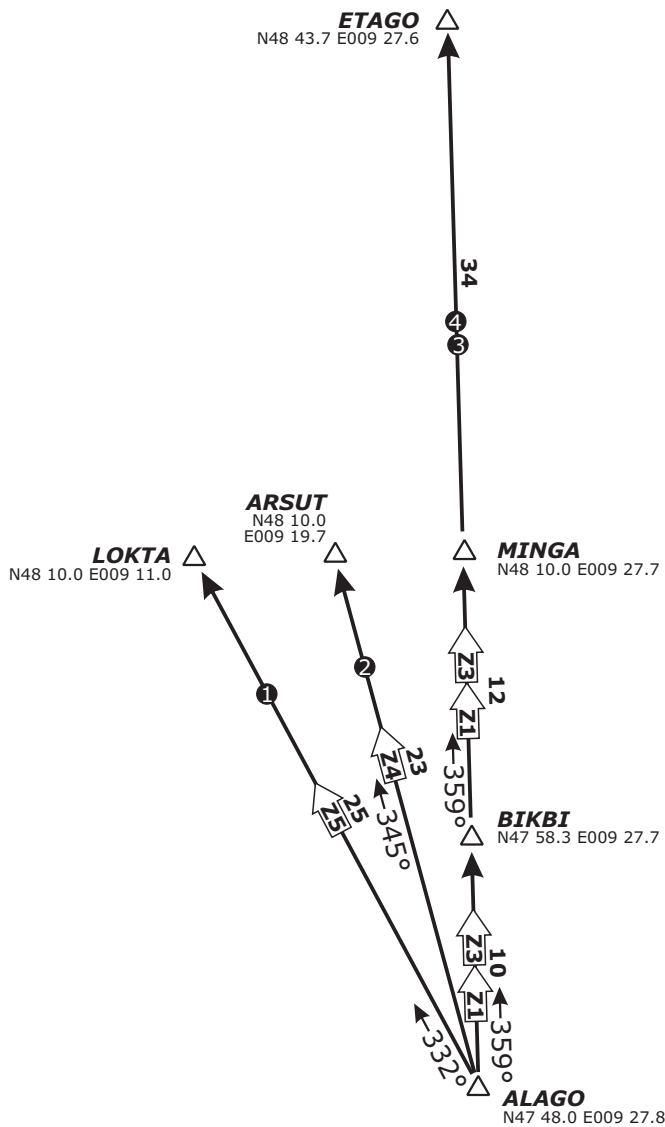 ETAGO
N48 43.7 E009 27.6
34
4
3
ARSUT
N48 10.0
E009 19.7
LOKTA
N48 10.0 E009 11.0
MINGA
N48 10.0 E009 27.7
1
2
Z3
12
Z1
359°
23
Z4
345°
25
Z5
BIKBI
N47 58.3 E009 27.7
Z3
10
Z1
359°
332°
ALAGO
N47 48.0 E009 27.8